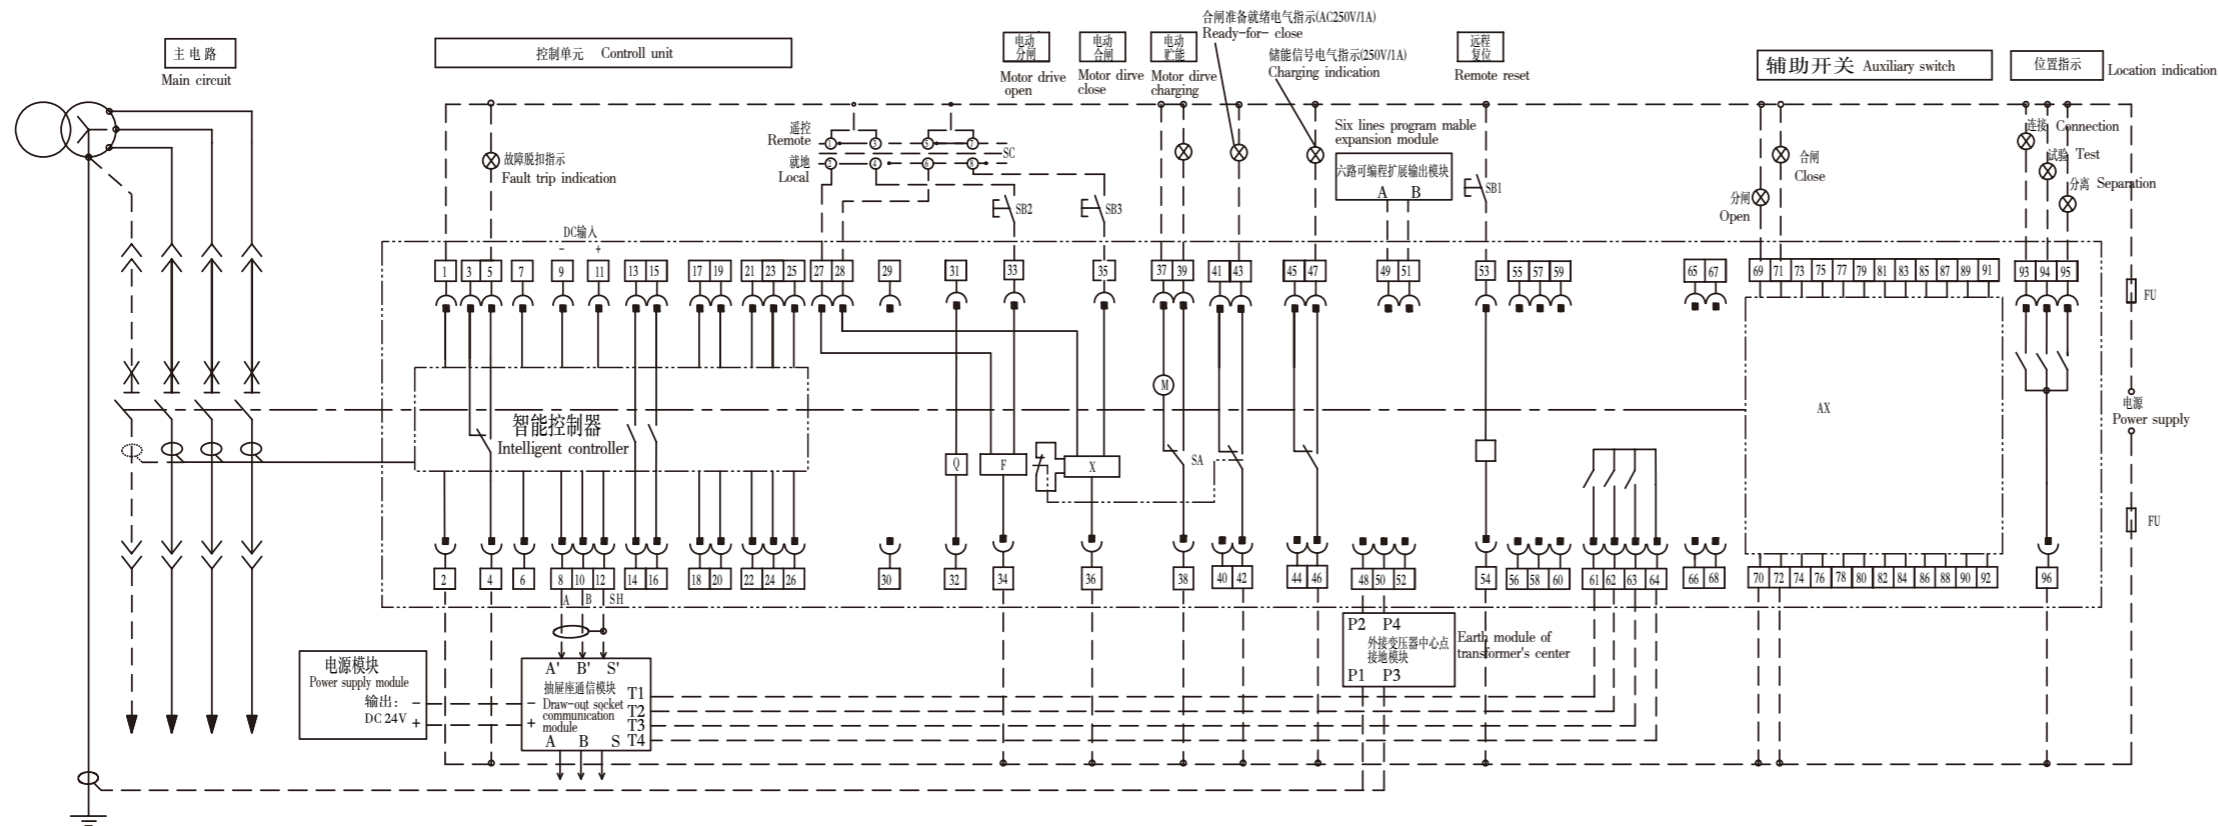 主电路
Main circuit
控制单元 Controll unit
电动
分闸
Motor drive
open
电动
合闸
Motor dirve
close
电动
贮能
Motor dirve
charging
合闸准备就绪电气指示(AC250V/1A)
Ready-for- close
储能信号电气指示(250V/1A)
Charging indication
远程
复位
Remote reset
辅助开关 Auxiliary switch
位置指示
Location indication
故障脱扣指示
Fault trip indication
遥控
Remote
就地
Local
1 3 5 7
2 4 6 8
SC
SB2
SB3
Six lines program mable
expansion module
六路可编程扩展输出模块
A B
SB1
合闸
Close
分闸
Open
连接 Connection
试验 Test
分离 Separation
DC输入
- +
1 3 5 7 9 11 13 15 17 19 21 23 25 27 28 29 31 33 35 37 39 41 43 45 47 49 51 53 55 57 59 65 67 69 71 73 75 77 79 81 83 85 87 89 91 93 94 95
FU
智能控制器
Intelligent controller
M
Q
F
X
SA
AX
电源
Power supply
FU
2 4 6 8 10 12 14 16 18 20 22 24 26 30 32 34 36 38 40 42 44 46 48 50 52 54 56 58 60 61 62 63 64 66 68 70 72 74 76 78 80 82 84 86 88 90 92 96
A B SH
电源模块
Power supply module
输出: -
DC 24V +
A' B' S'
抽屉座通信模块
- Draw-out socket
communication
+ module
T1
T2
T3
T4
A B S
P2 P4
外接变压器中心点
接地模块
P1 P3
Earth module of
transformer's center